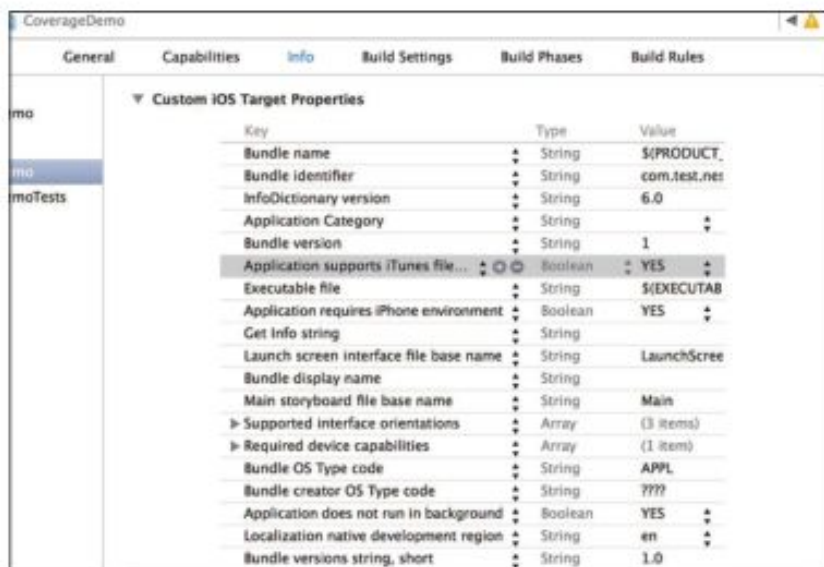 CoverageDemo
General Capabilities Info Build Settings Build Phases Build Rules
Custom iOS Target Properties
mo
mo
moTests
Key Type Value
Bundle name String $(PRODUCT_
Bundle identifier String com.test.nes
InfoDictionary version String 6.0
Application Category String
Bundle version String 1
Application supports iTunes file... Boolean YES
Executable file String $(EXECUTAB
Application requires iPhone environment Boolean YES
Get Info string String
Launch screen interface file base name String LaunchScree
Bundle display name String
Main storyboard file base name String Main
Supported interface orientations Array (3 items)
Required device capabilities Array (1 item)
Bundle OS Type code String APPL
Bundle creator OS Type code String ????
Application does not run in background Boolean YES
Localization native development region String en
Bundle versions string, short String 1.0